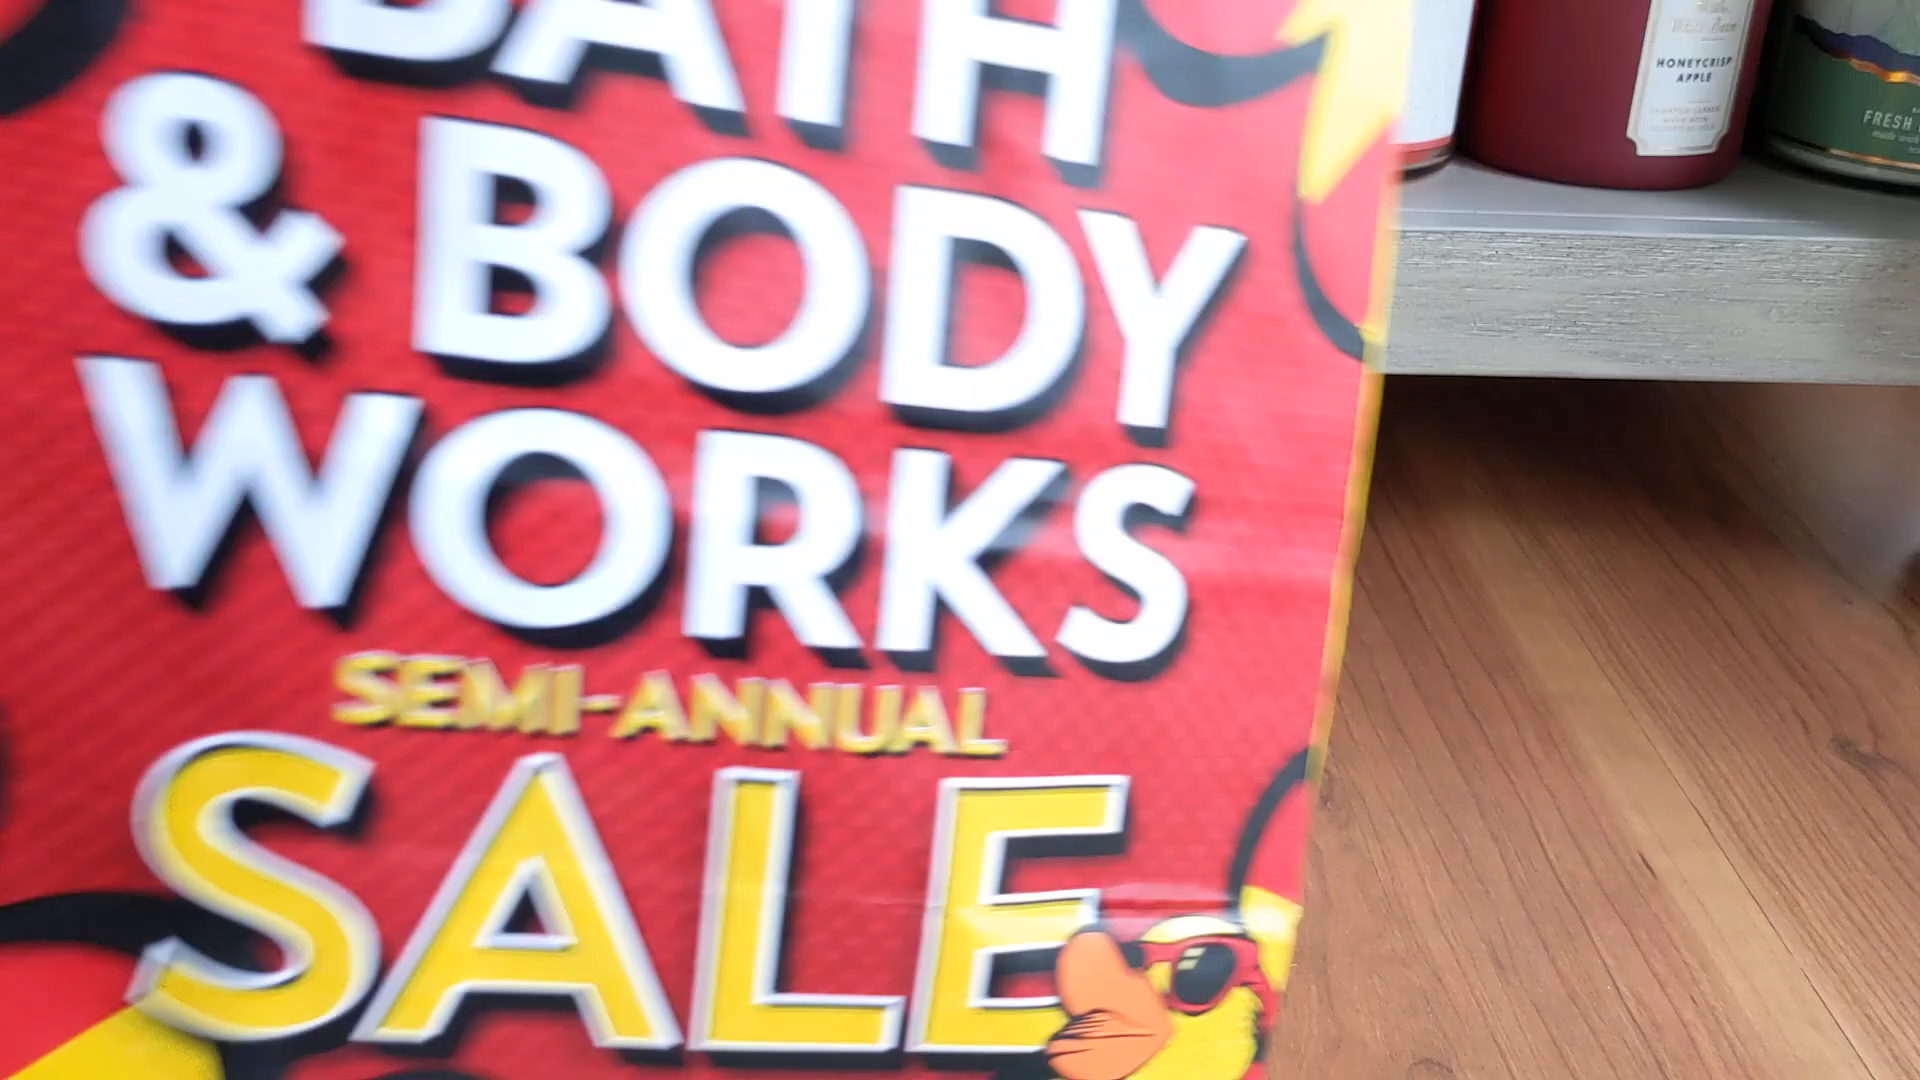 BATH
& BODY
WORKS
SEMI-ANNUAL
SALE
HONEYCRISP
APPLE
FRESH